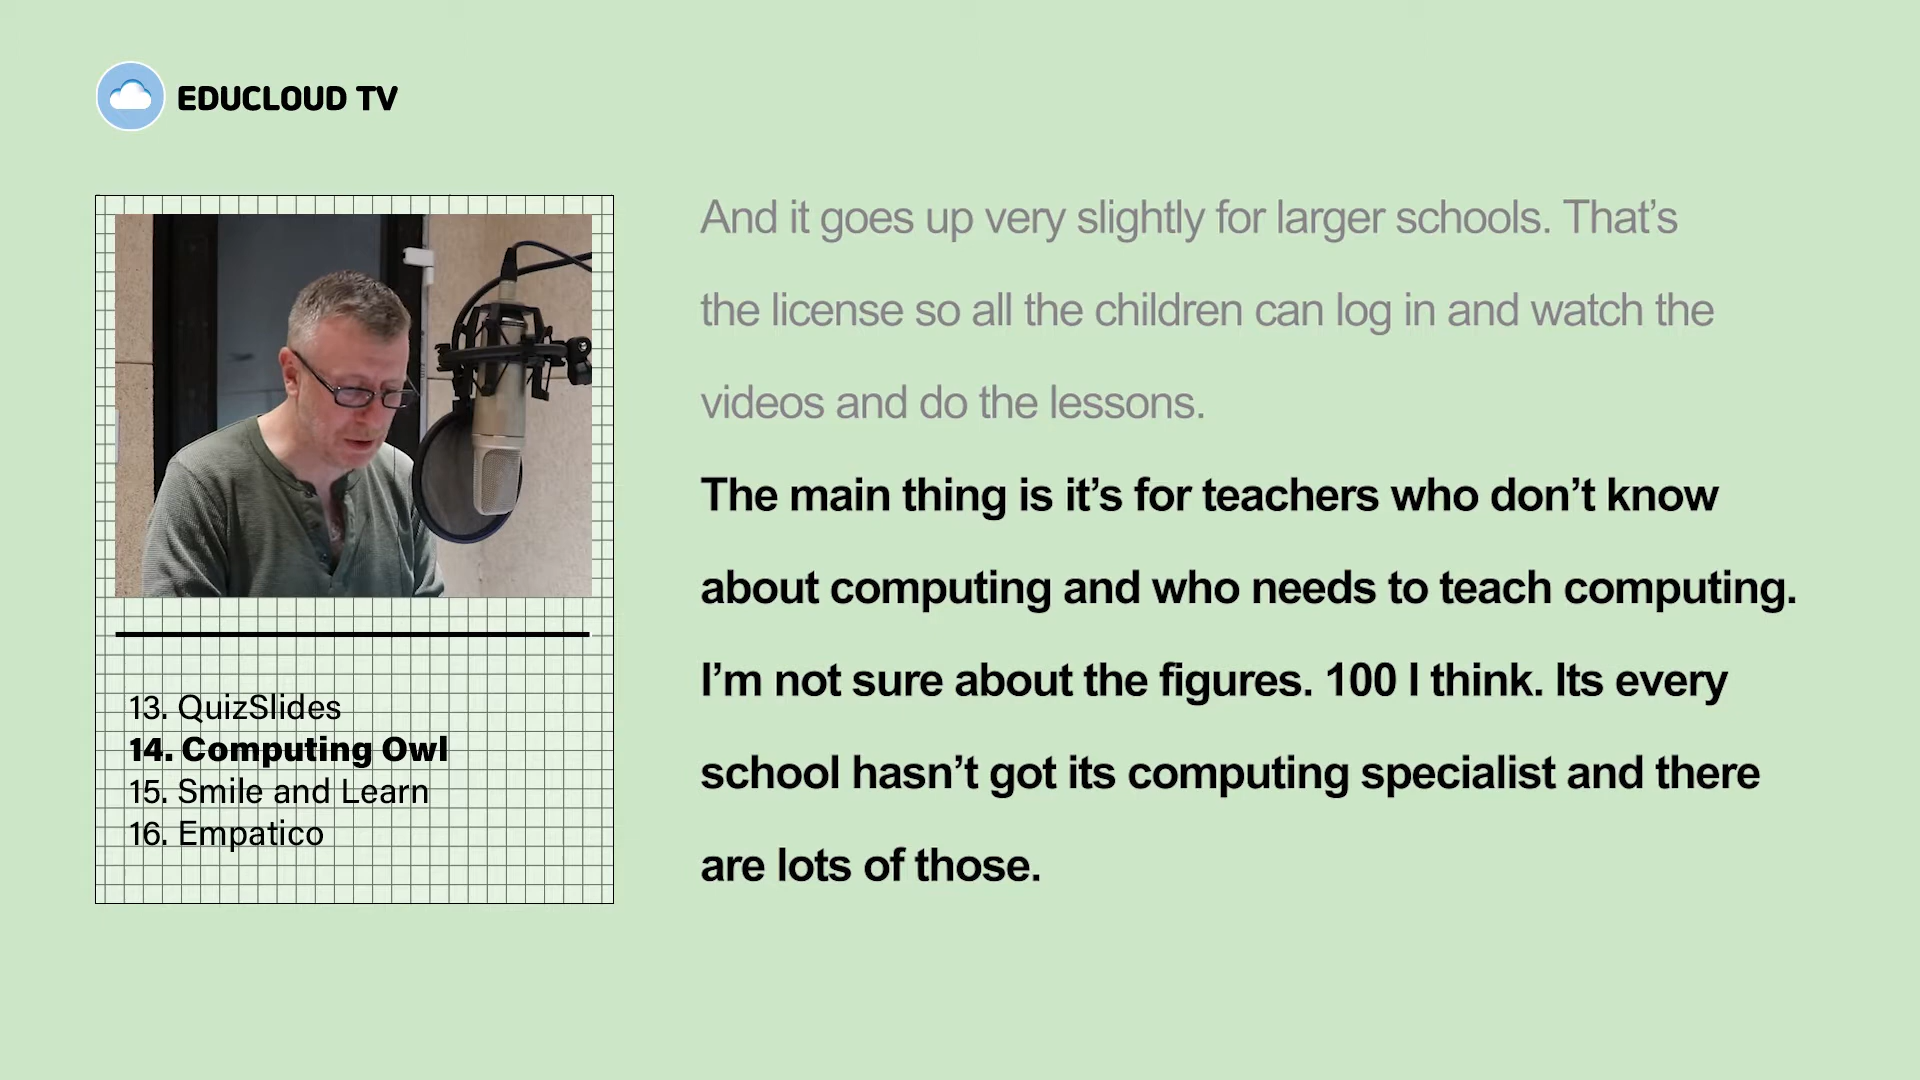 EDUCLOUD TV
And it goes up very slightly for larger schools. That’s
the license so all the children can log in and watch the
videos and do the lessons.
The main thing is it’s for teachers who don’t know
about computing and who needs to teach computing.
I’m not sure about the figures. 100 I think. Its every
school hasn’t got its computing specialist and there
are lots of those.
13. QuizSlides
14. Computing Owl
15. Smile and Learn
16. Empatico